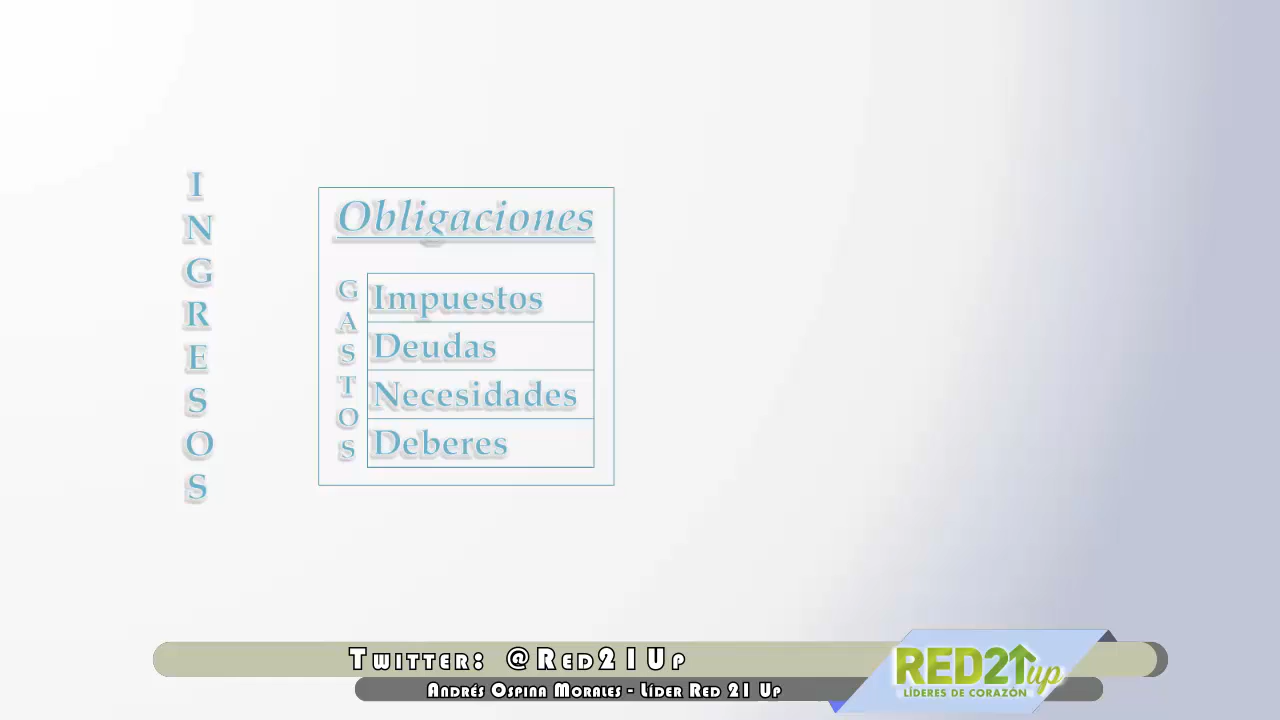 INGRESOS
Obligaciones
GASTOS
Impuestos
Deudas
Necesidades
Deberes
Twitter: @Red21Up
Andrés Ospina Morales - Líder Red 21 Up
RED21up
LÍDERES DE CORAZÓN